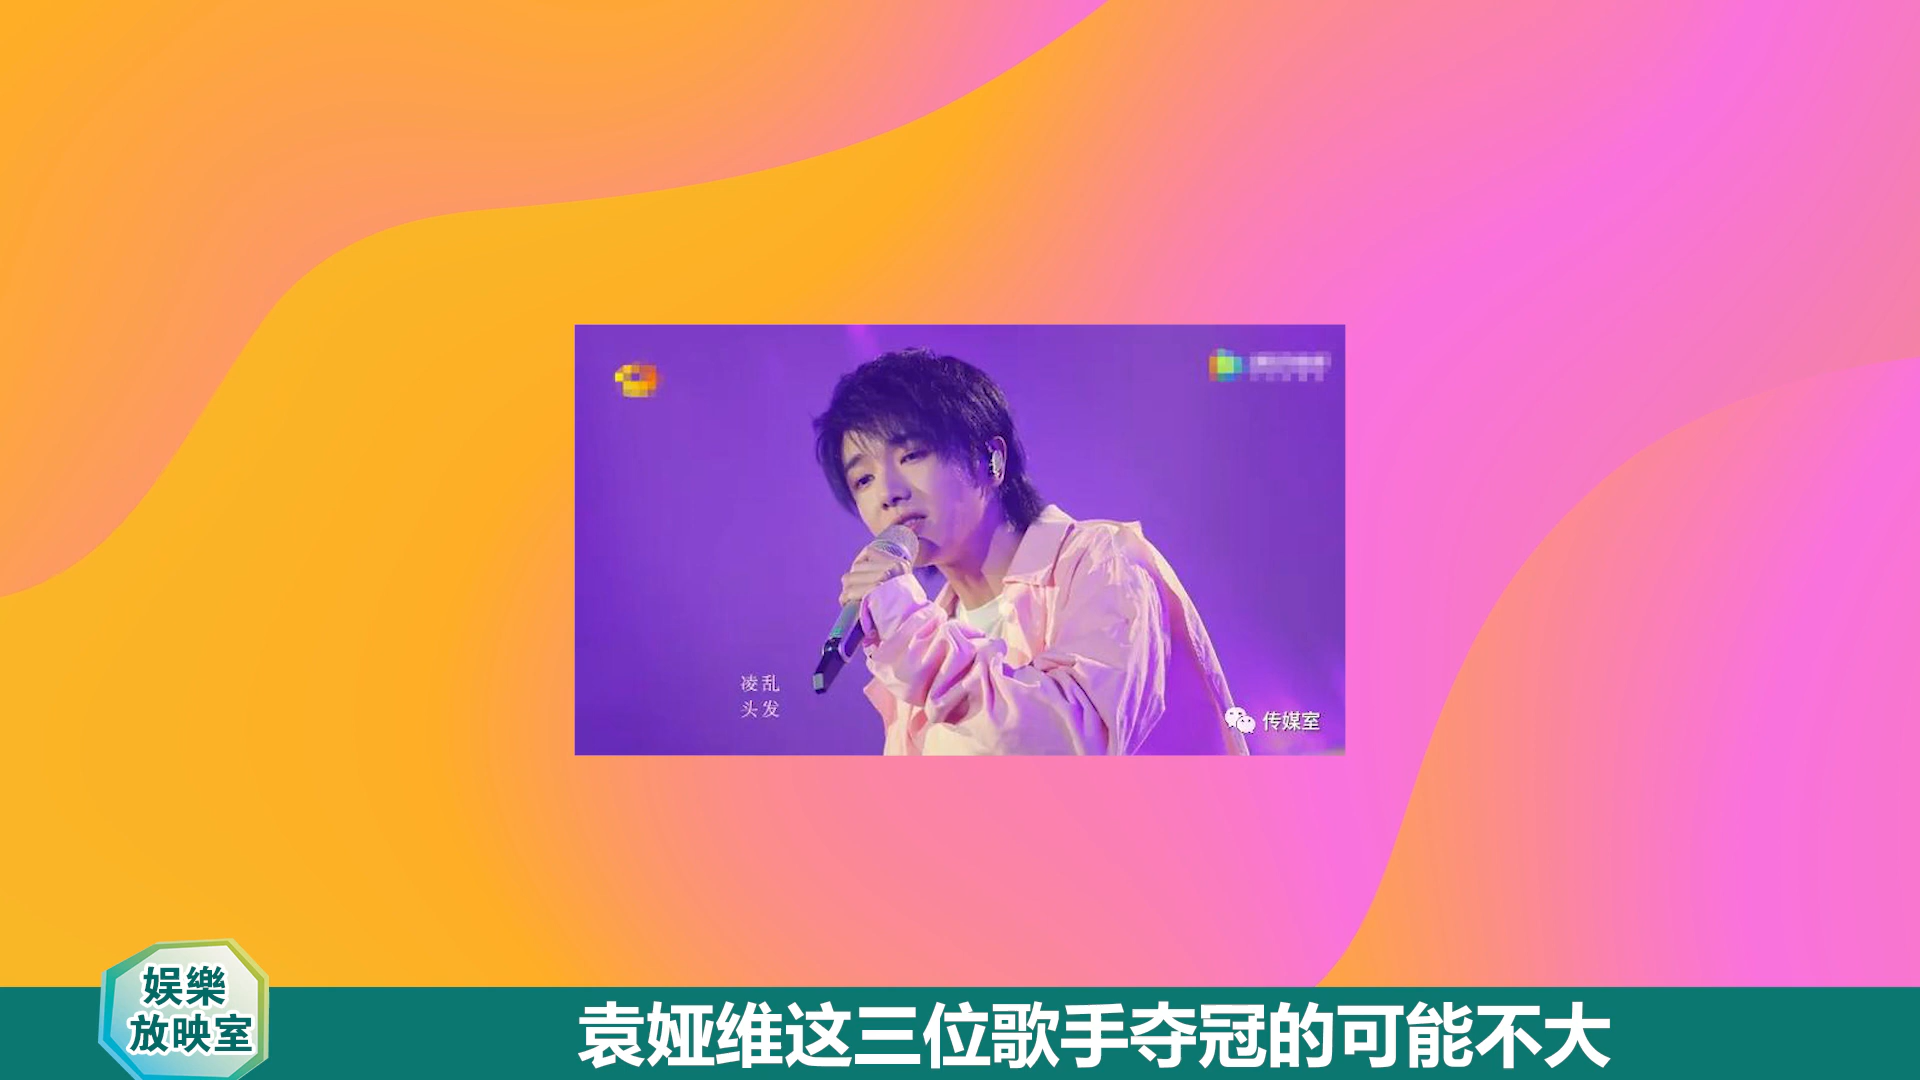 凌乱
头发
传媒室
娱樂
放映室
袁娅维这三位歌手夺冠的可能不大